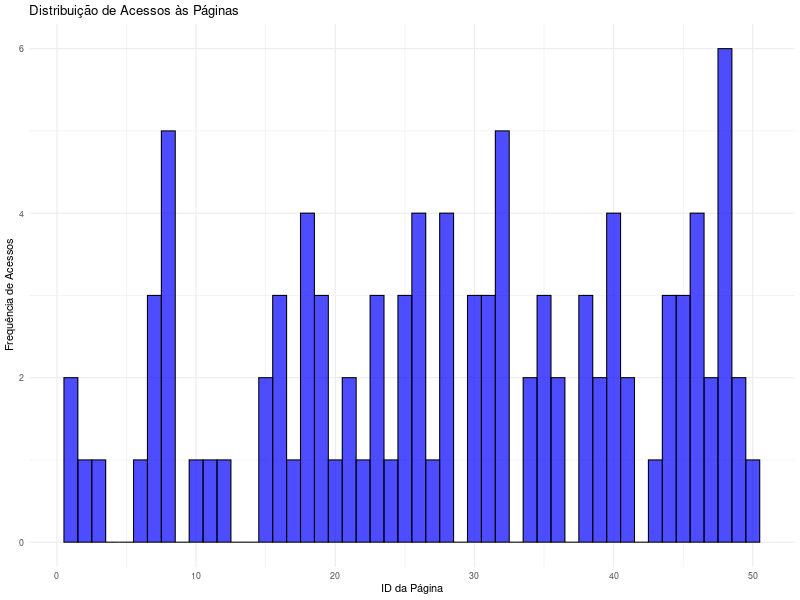 Distribuição de Acessos às Páginas
Frequência de Acessos
6
4
2
0
0 10 20 30 40 50
ID da Página